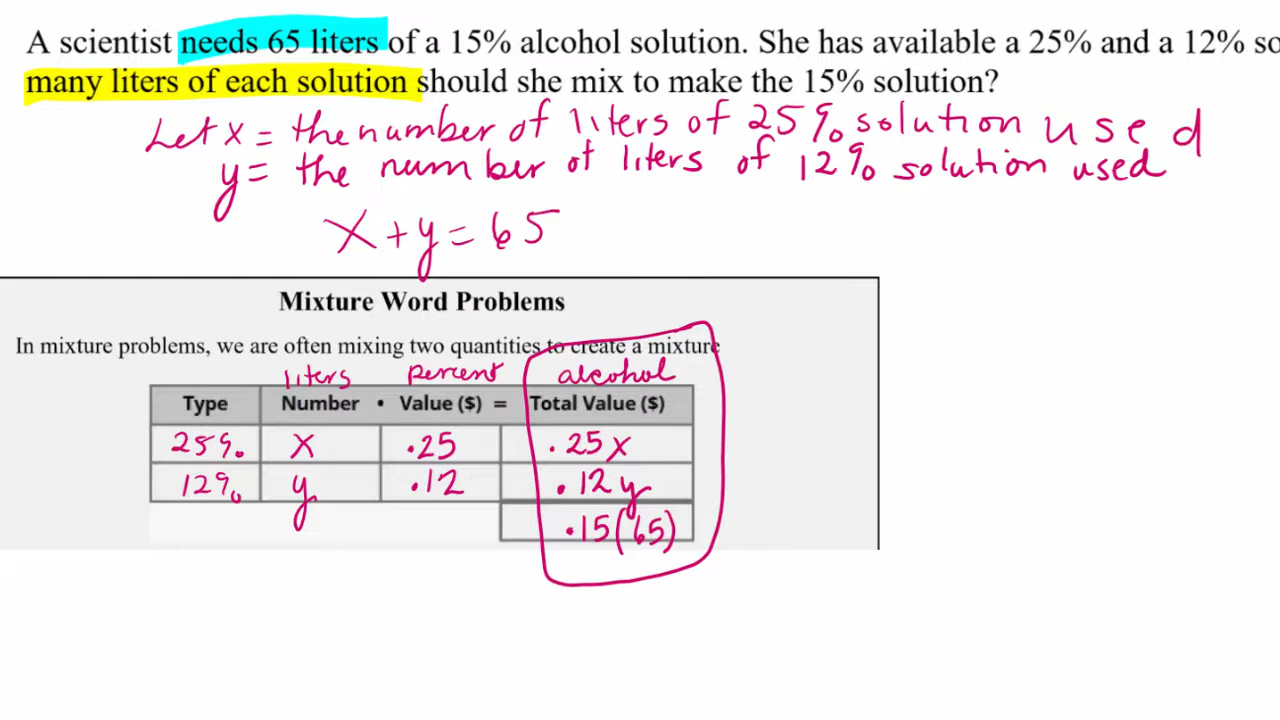 A scientist needs 65 liters of a 15% alcohol solution. She has available a 25% and a 12% so
many liters of each solution should she mix to make the 15% solution?
Let x = the number of liters of 25% solution used
y = the number of liters of 12% solution used
x + y = 65
Mixture Word Problems
In mixture problems, we are often mixing two quantities to create a mixture
liters percent alcohol
Type Number • Value ($) = Total Value ($)
25% x .25 .25x
12% y .12 .12y
.15(65)